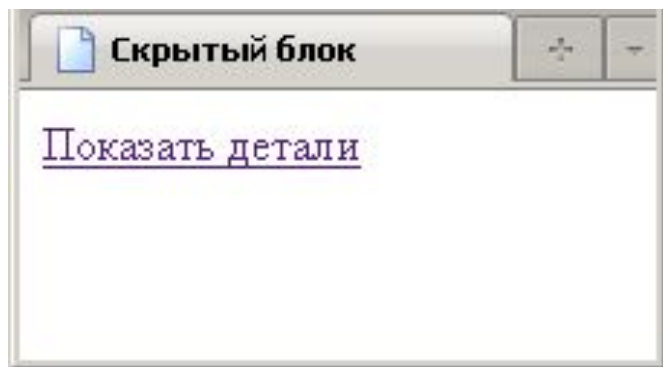 Скрытый блок
Показать детали